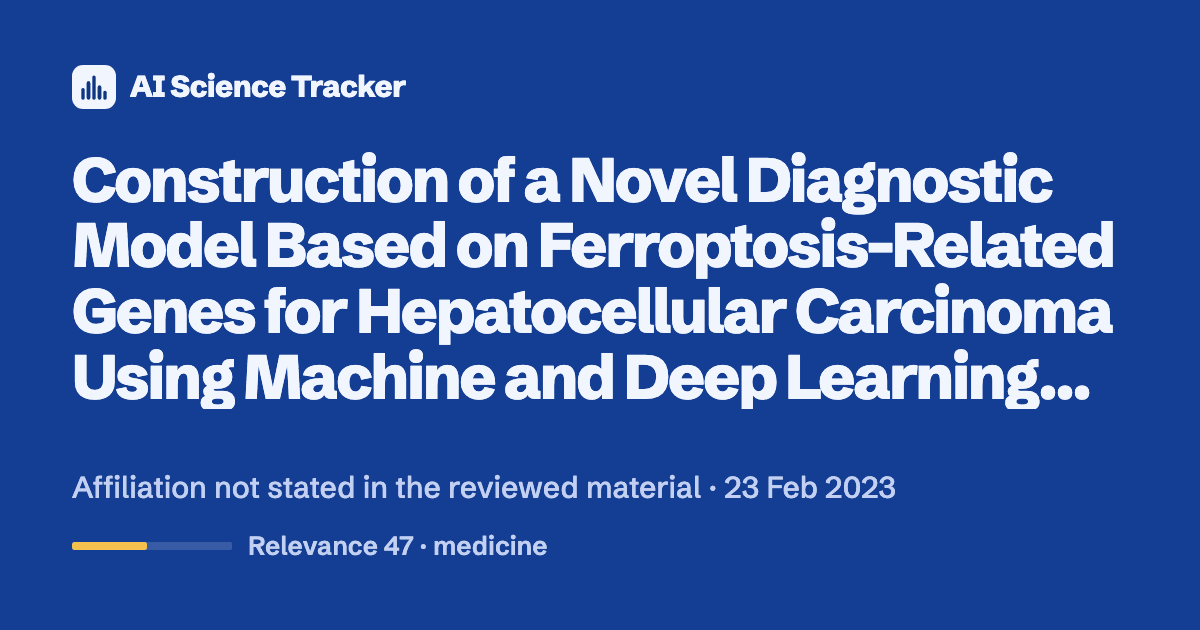 AI Science Tracker
Construction of a Novel Diagnostic
Model Based on Ferroptosis-Related
Genes for Hepatocellular Carcinoma
Using Machine and Deep Learning...
Affiliation not stated in the reviewed material · 23 Feb 2023
Relevance 47 · medicine